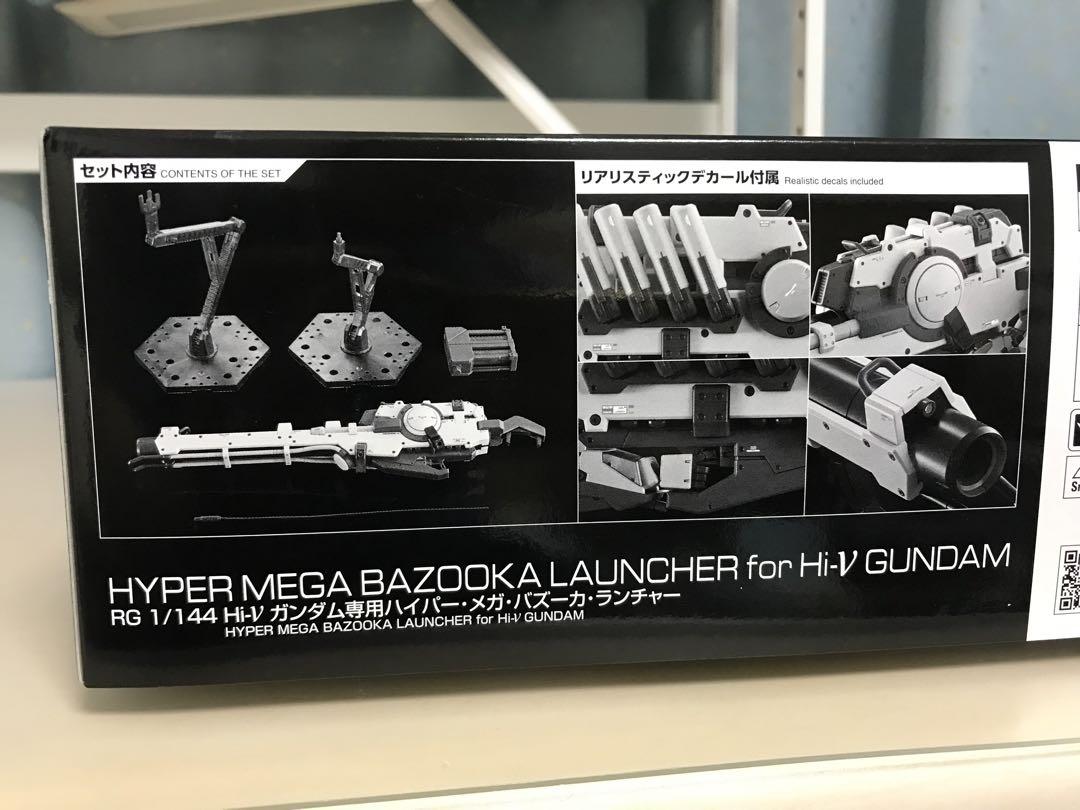 セット内容 CONTENTS OF THE SET
リアリスティックデカール付属 Realistic decals included
HYPER MEGA BAZOOKA LAUNCHER for Hi-ν GUNDAM
RG 1/144 Hi-ν ガンダム専用ハイパー・メガ・バズーカ・ランチャー
HYPER MEGA BAZOOKA LAUNCHER for Hi-ν GUNDAM